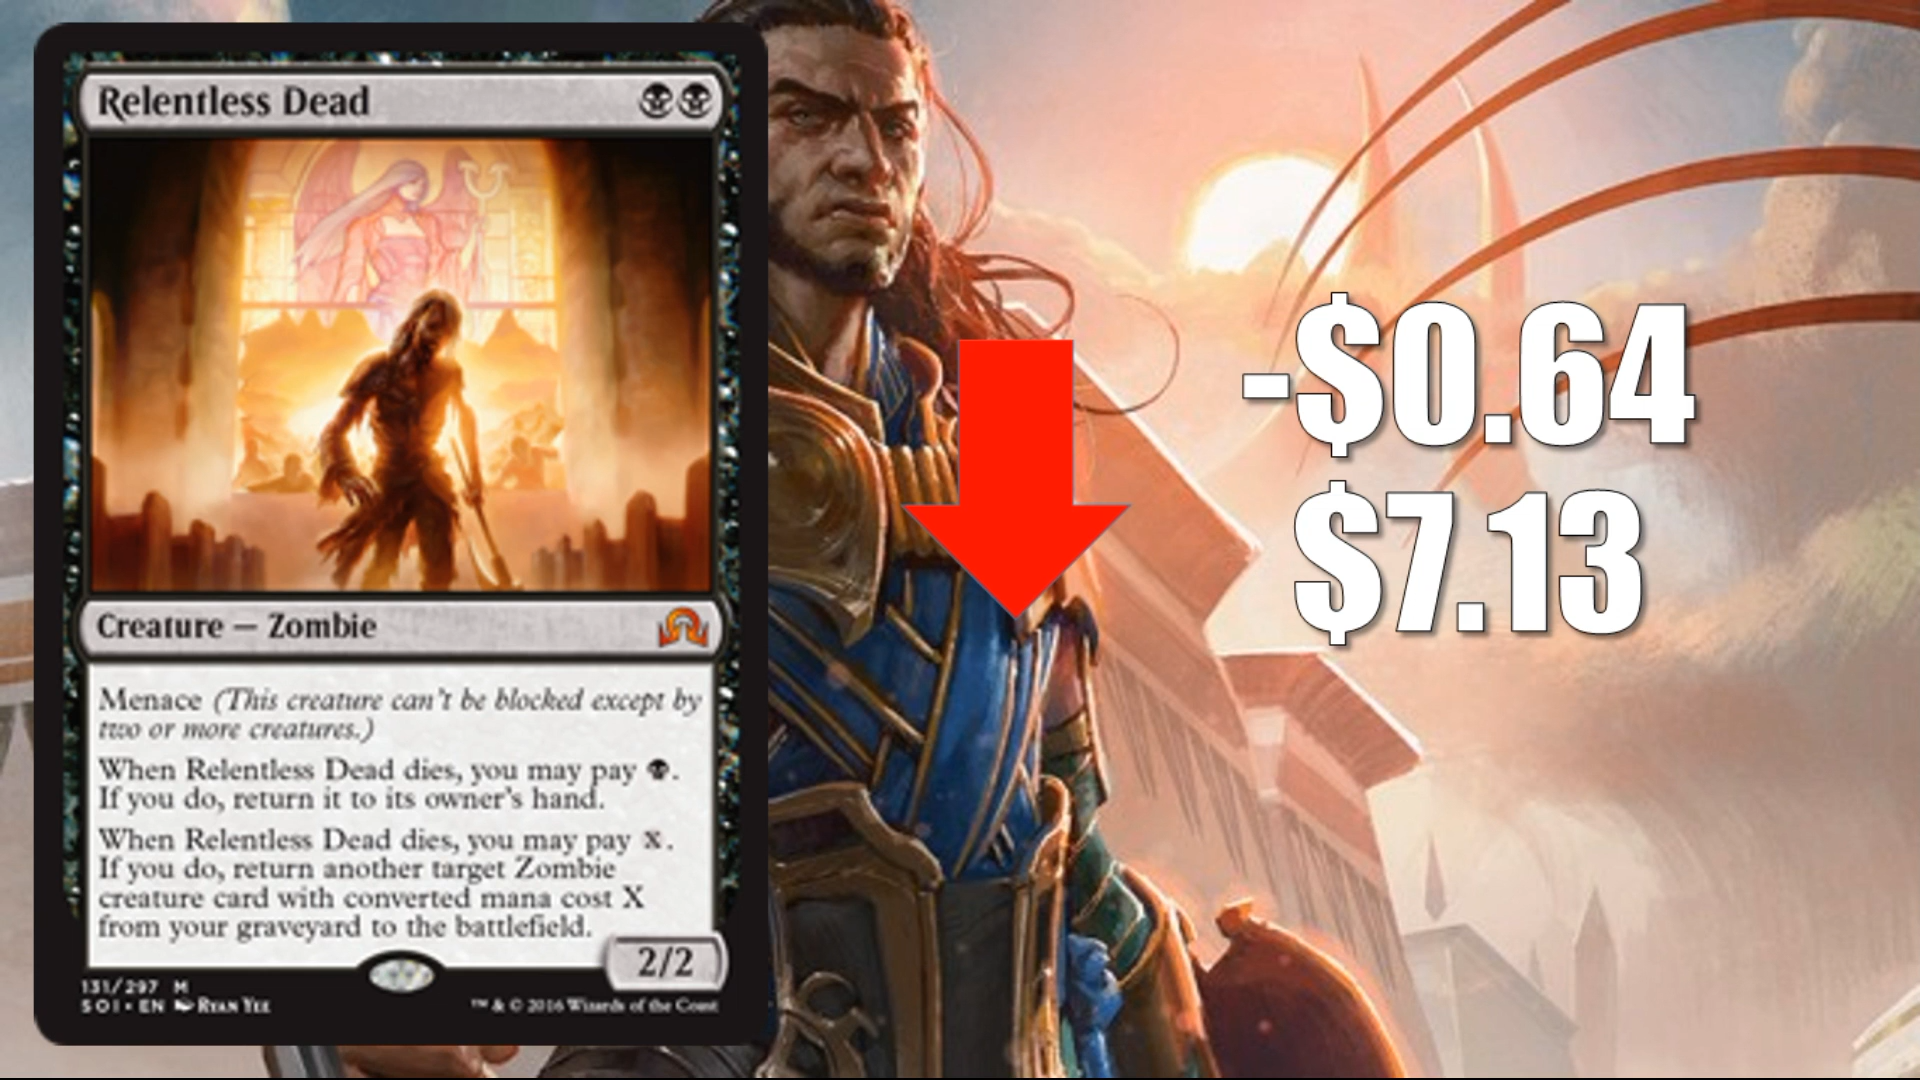 Relentless Dead
Creature — Zombie
Menace (This creature can't be blocked except by
two or more creatures.)
When Relentless Dead dies, you may pay .
If you do, return it to its owner's hand.
When Relentless Dead dies, you may pay X.
If you do, return another target Zombie
creature card with converted mana cost X
from your graveyard to the battlefield.
2/2
131/297 M
SOI • EN Ryan Yee
™ & © 2016 Wizards of the Coast
-$0.64
$7.13